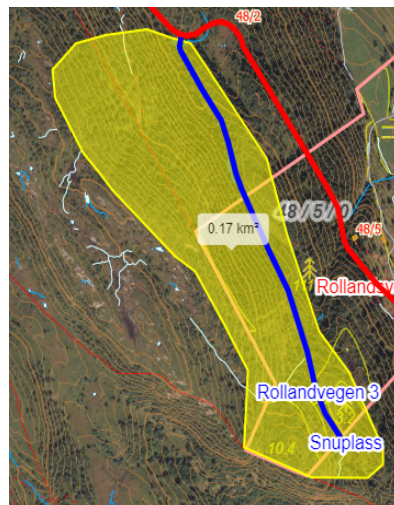 48/2
48/5/0
0.17 km²
48/5
Rollandsv
Rollandvegen 3
Snuplass
10.4